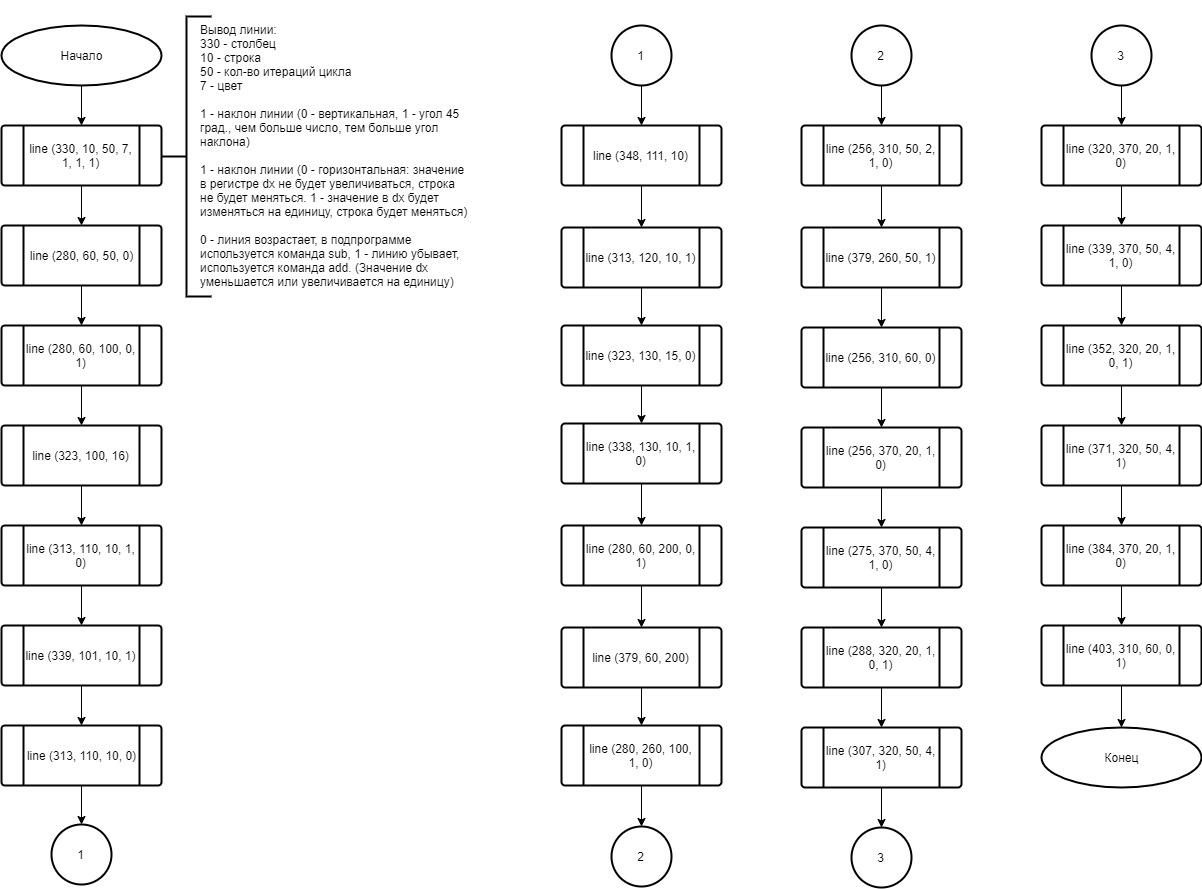 Начало
line (330, 10, 50, 7,
1, 1, 1)
Вывод линии:
330 - столбец
10 - строка
50 - кол-во итераций цикла
7 - цвет
1 - наклон линии (0 - вертикальная, 1 - угол 45
град., чем больше число, тем больше угол
наклона)
1 - наклон линии (0 - горизонтальная: значение
в регистре dx не будет увеличиваться, строка
не будет меняться. 1 - значение в dx будет
изменяться на единицу, строка будет меняться)
0 - линия возрастает, в подпрограмме
используется команда sub, 1 - линию убывает,
используется команда add. (Значение dx
уменьшается или увеличивается на единицу)
line (280, 60, 50, 0)
line (280, 60, 100, 0,
1)
line (323, 100, 16)
line (313, 110, 10, 1,
0)
line (339, 101, 10, 1)
line (313, 110, 10, 0)
1
1
line (348, 111, 10)
line (313, 120, 10, 1)
line (323, 130, 15, 0)
line (338, 130, 10, 1,
0)
line (280, 60, 200, 0,
1)
line (379, 60, 200)
line (280, 260, 100,
1, 0)
2
2
line (256, 310, 50, 2,
1, 0)
line (379, 260, 50, 1)
line (256, 310, 60, 0)
line (256, 370, 20, 1,
0)
line (275, 370, 50, 4,
1, 0)
line (288, 320, 20, 1,
0, 1)
line (307, 320, 50, 4,
1)
3
3
line (320, 370, 20, 1,
0)
line (339, 370, 50, 4,
1, 0)
line (352, 320, 20, 1,
0, 1)
line (371, 320, 50, 4,
1)
line (384, 370, 20, 1,
0)
line (403, 310, 60, 0,
1)
Конец